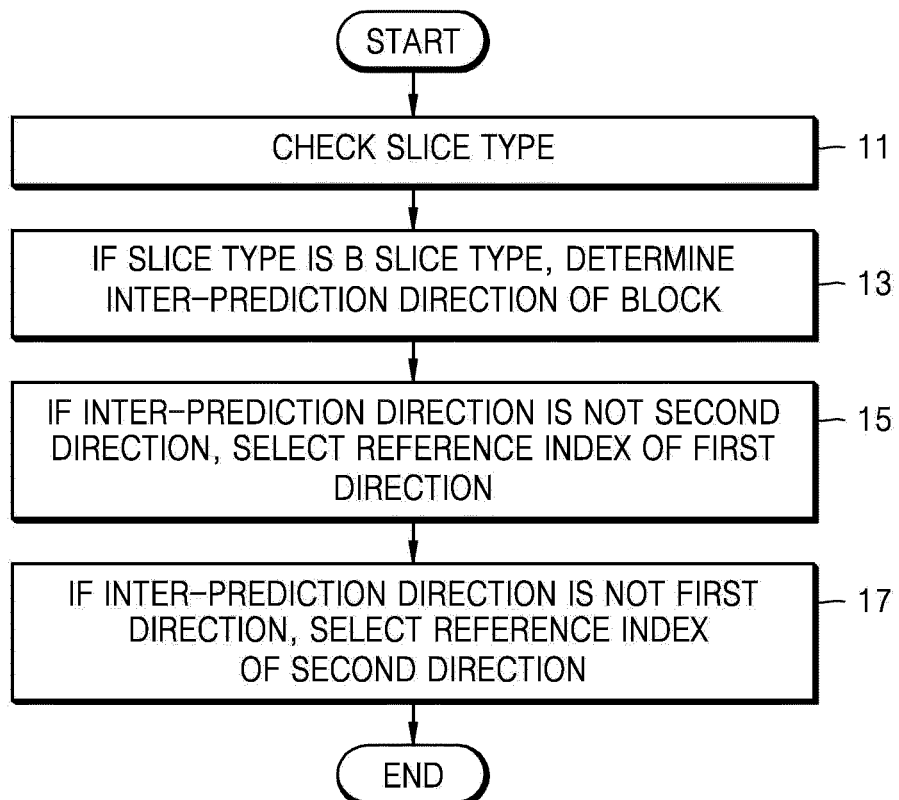 START
CHECK SLICE TYPE
11
IF SLICE TYPE IS B SLICE TYPE, DETERMINE
INTER-PREDICTION DIRECTION OF BLOCK
13
IF INTER-PREDICTION DIRECTION IS NOT SECOND
DIRECTION, SELECT REFERENCE INDEX OF FIRST
DIRECTION
15
IF INTER-PREDICTION DIRECTION IS NOT FIRST
DIRECTION, SELECT REFERENCE INDEX
OF SECOND DIRECTION
17
END